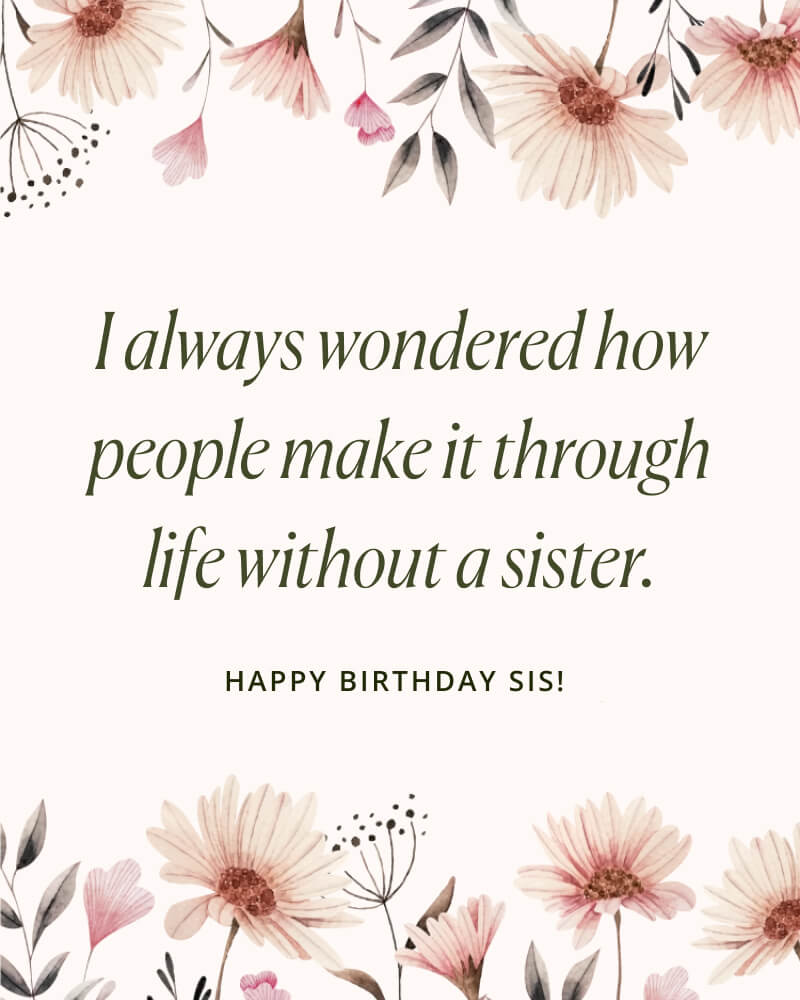 I always wondered how
people make it through
life without a sister.
HAPPY BIRTHDAY SIS!